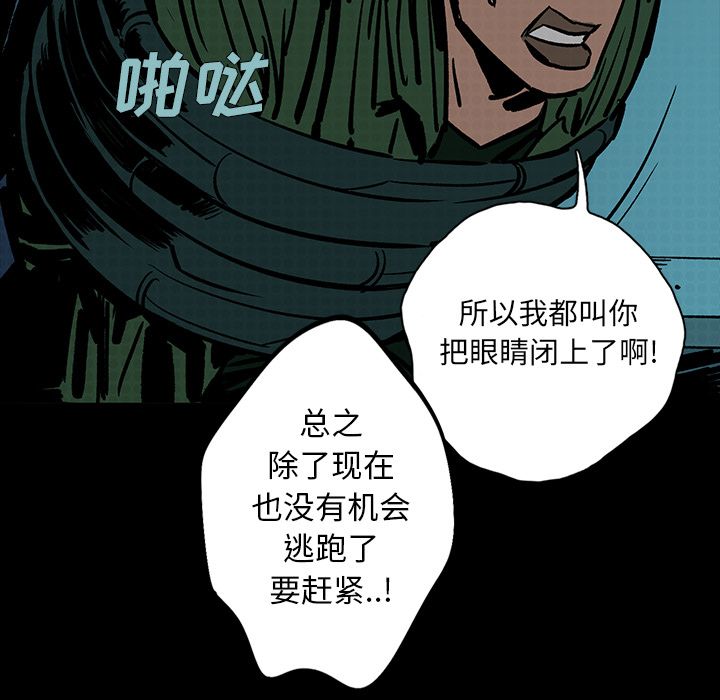 啪哒
所以我都叫你
把眼睛闭上了啊!
总之
除了现在
也没有机会
逃跑了
要赶紧..!